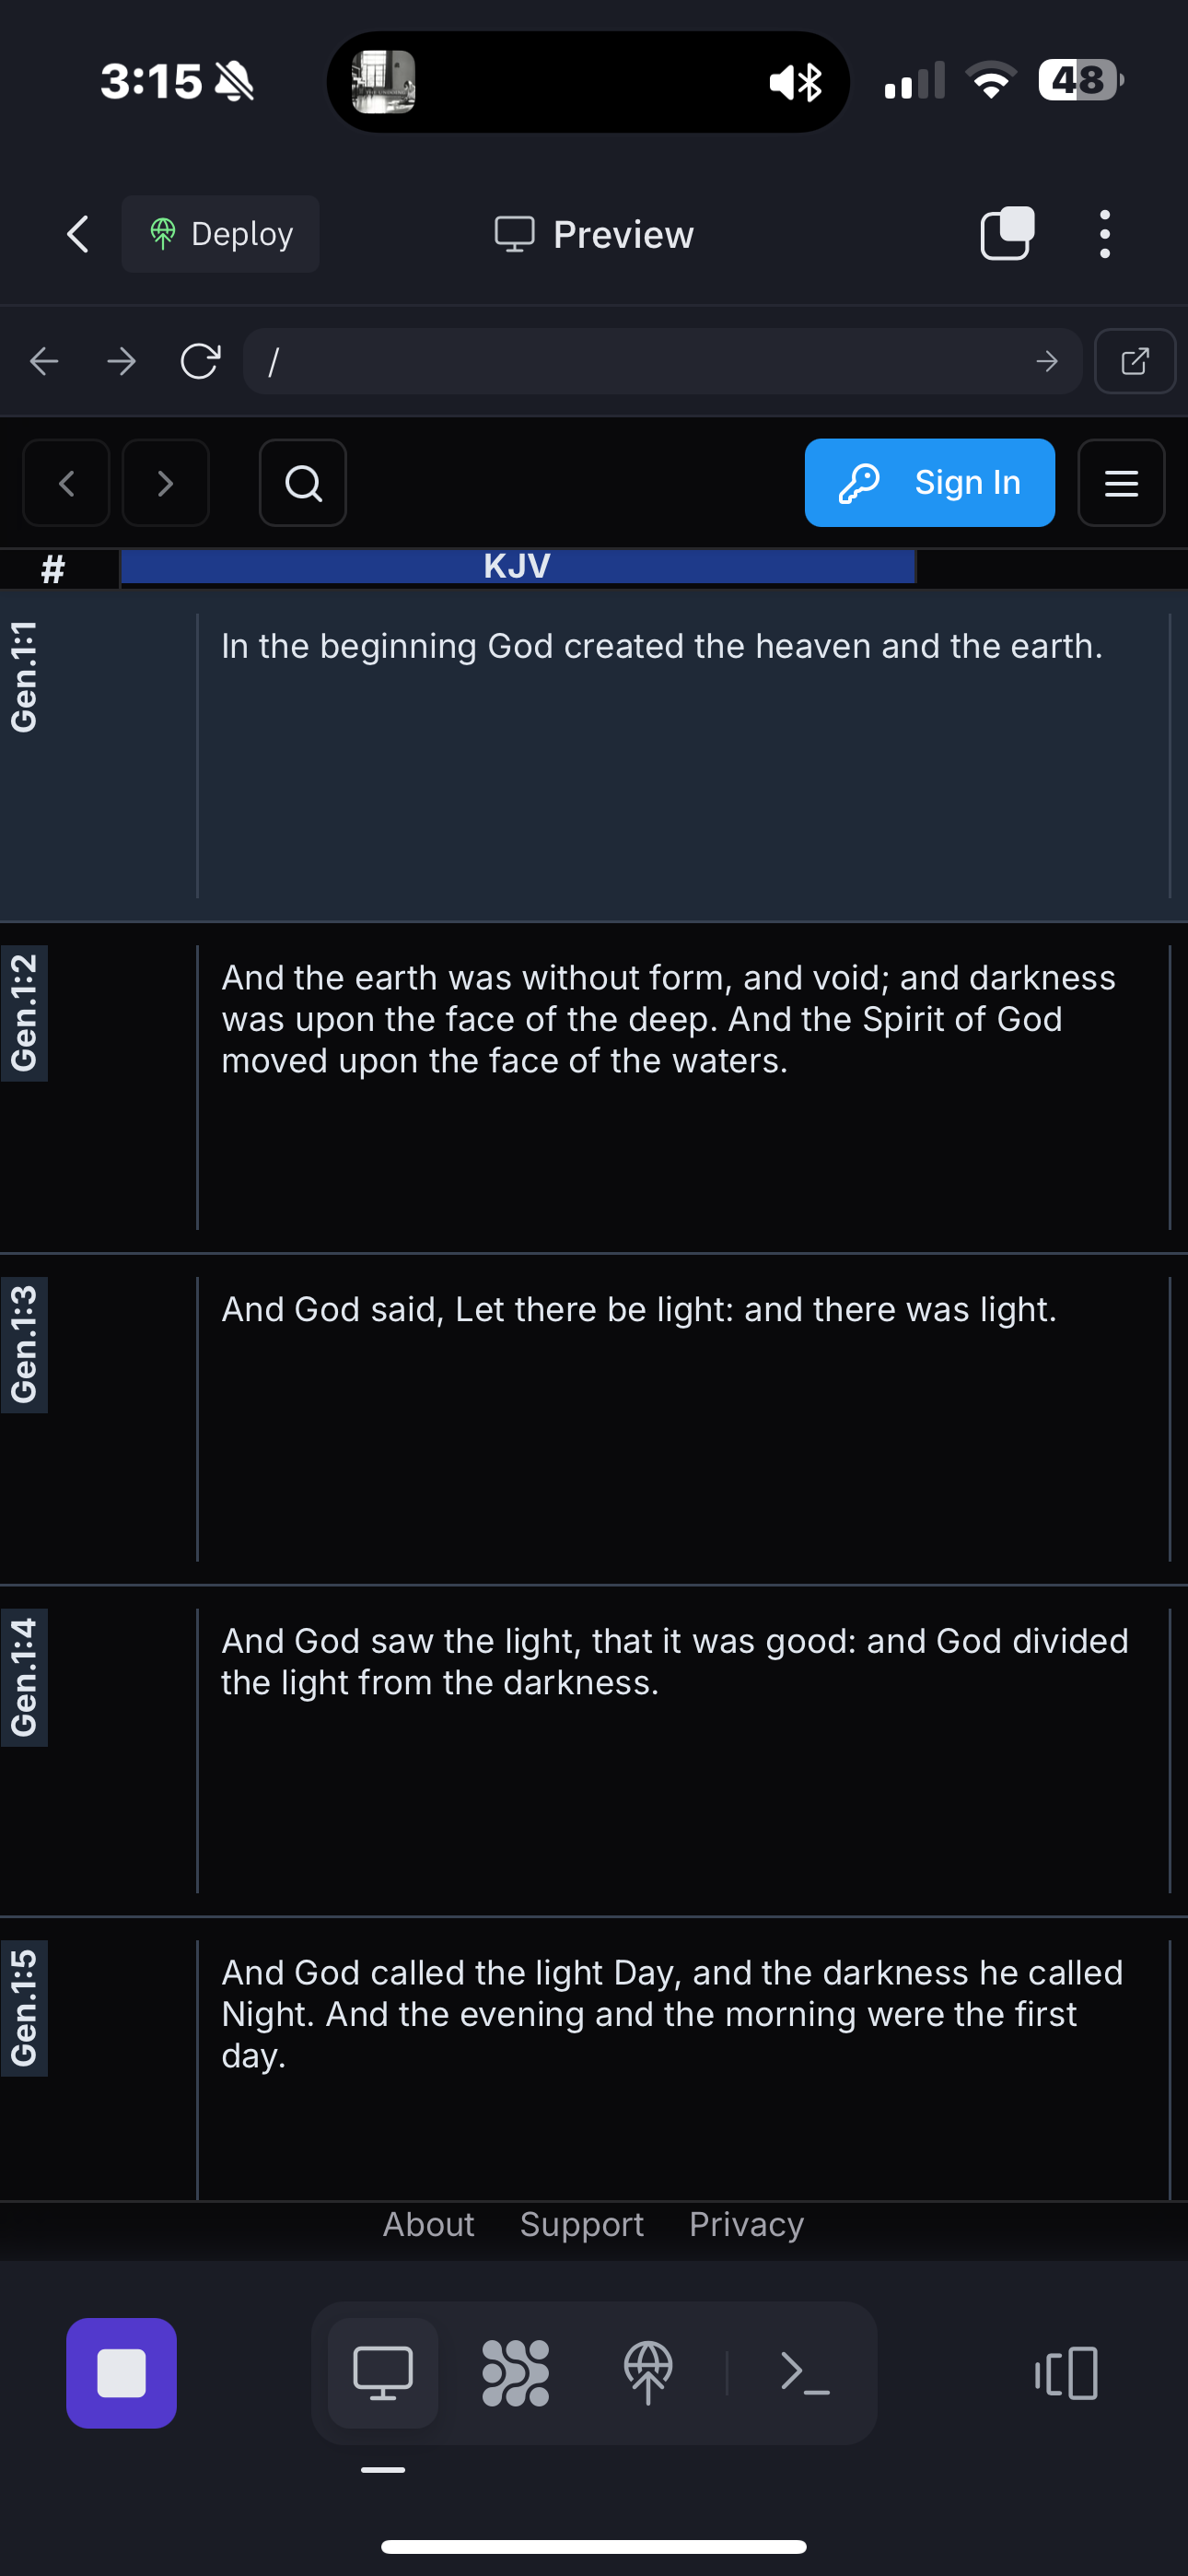 3:15
48
Deploy
Preview
/
Sign In
#
KJV
Gen.1:1
In the beginning God created the heaven and the earth.
Gen.1:2
And the earth was without form, and void; and darkness
was upon the face of the deep. And the Spirit of God
moved upon the face of the waters.
Gen.1:3
And God said, Let there be light: and there was light.
Gen.1:4
And God saw the light, that it was good: and God divided
the light from the darkness.
Gen.1:5
And God called the light Day, and the darkness he called
Night. And the evening and the morning were the first
day.
About Support Privacy